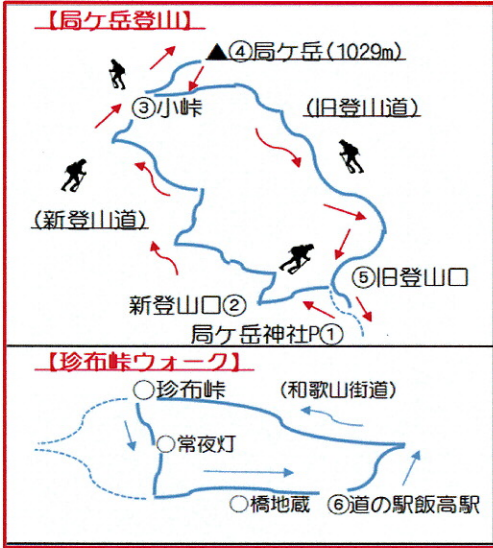 【局ケ岳登山】
▲④局ケ岳(1029m)
③小峠
(旧登山道)
(新登山道)
⑤旧登山口
新登山口②
局ケ岳神社P①
【珍布峠ウォーク】
○珍布峠
(和歌山街道)
○常夜灯
○橋地蔵
⑥道の駅飯高駅